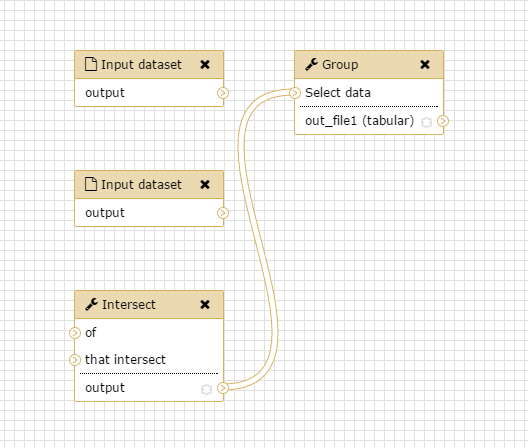 Input dataset
output
Input dataset
output
Intersect
of
that intersect
output
Group
Select data
out_file1 (tabular)